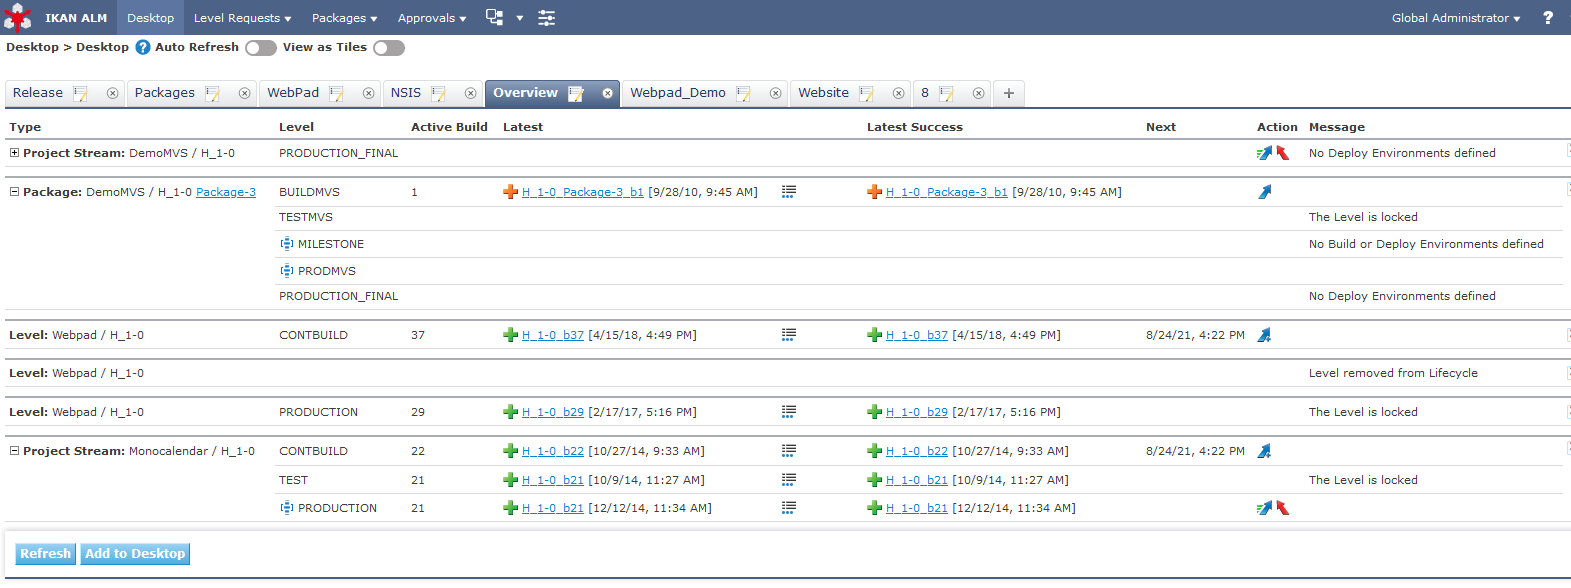 IKAN ALM Desktop Level Requests Packages Approvals Global Administrator ?
Desktop > Desktop ? Auto Refresh View as Tiles
Release Packages WebPad NSIS Overview Webpad_Demo Website 8 +
Type Level Active Build Latest Latest Success Next Action Message
Project Stream: DemoMVS / H_1-0 PRODUCTION_FINAL No Deploy Environments defined
Package: DemoMVS / H_1-0 Package-3 BUILDMVS 1 H_1-0_Package-3_b1 [9/28/10, 9:45 AM] H_1-0_Package-3_b1 [9/28/10, 9:45 AM]
TESTMVS The Level is locked
MILESTONE No Build or Deploy Environments defined
PRODMVS
PRODUCTION_FINAL No Deploy Environments defined
Level: Webpad / H_1-0 CONTBUILD 37 H_1-0_b37 [4/15/18, 4:49 PM] H_1-0_b37 [4/15/18, 4:49 PM] 8/24/21, 4:22 PM
Level: Webpad / H_1-0 Level removed from Lifecycle
Level: Webpad / H_1-0 PRODUCTION 29 H_1-0_b29 [2/17/17, 5:16 PM] H_1-0_b29 [2/17/17, 5:16 PM] The Level is locked
Project Stream: Monocalendar / H_1-0 CONTBUILD 22 H_1-0_b22 [10/27/14, 9:33 AM] H_1-0_b22 [10/27/14, 9:33 AM] 8/24/21, 4:22 PM
TEST 21 H_1-0_b21 [10/9/14, 11:27 AM] H_1-0_b21 [10/9/14, 11:27 AM] The Level is locked
PRODUCTION 21 H_1-0_b21 [12/12/14, 11:34 AM] H_1-0_b21 [12/12/14, 11:34 AM]
Refresh Add to Desktop